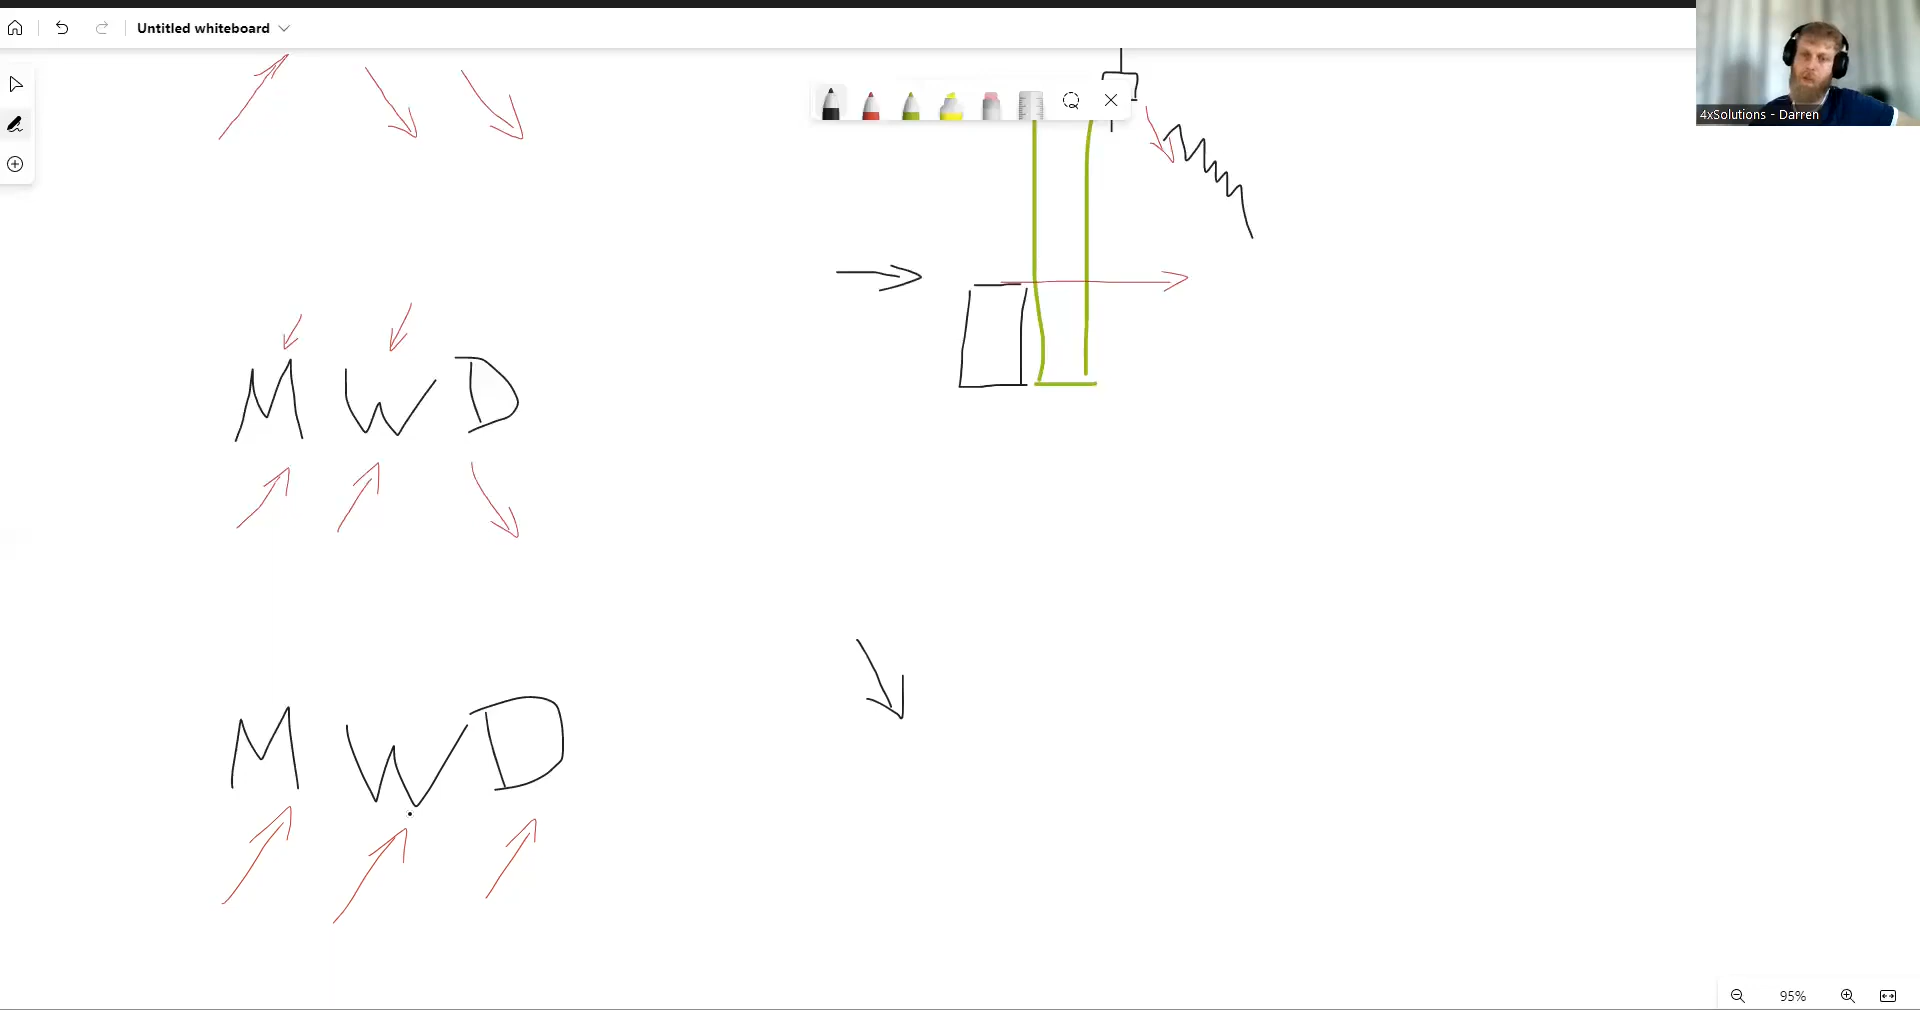 Untitled whiteboard
4xSolutions - Darren
M W D
M W D
95%